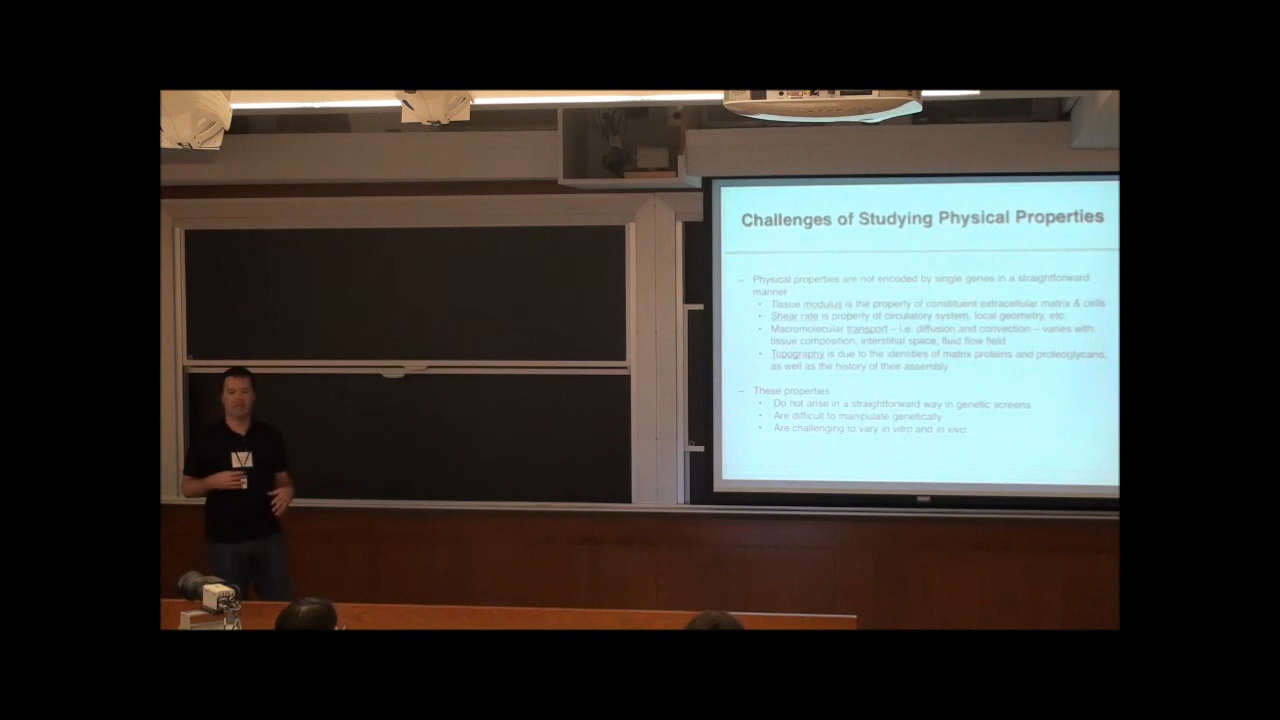 Challenges of Studying Physical Properties
– Physical properties are not encoded by single genes in a straightforward
manner
• Tissue modulus is the property of constituent extracellular matrix & cells
• Shear rate is property of circulatory system, local geometry, etc.
• Macromolecular transport – i.e. diffusion and convection – varies with
tissue composition, interstitial space, fluid flow field
• Topography is due to the identities of matrix proteins and proteoglycans,
as well as the history of their assembly
– These properties
• Do not arise in a straightforward way in genetic screens
• Are difficult to manipulate genetically
• Are challenging to vary in vitro and in vivo.